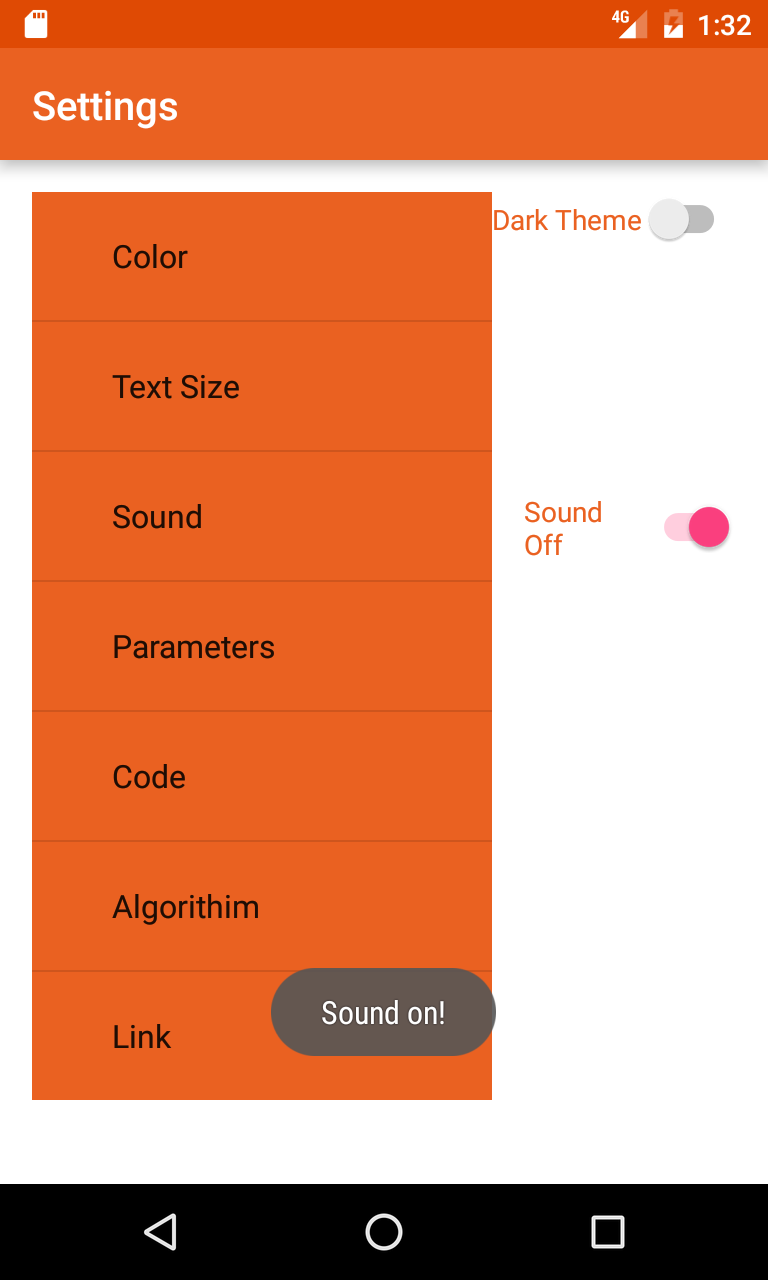 4G 1:32
Settings
Color
Dark Theme
Text Size
Sound
Sound
Off
Parameters
Code
Algorithim
Link
Sound on!